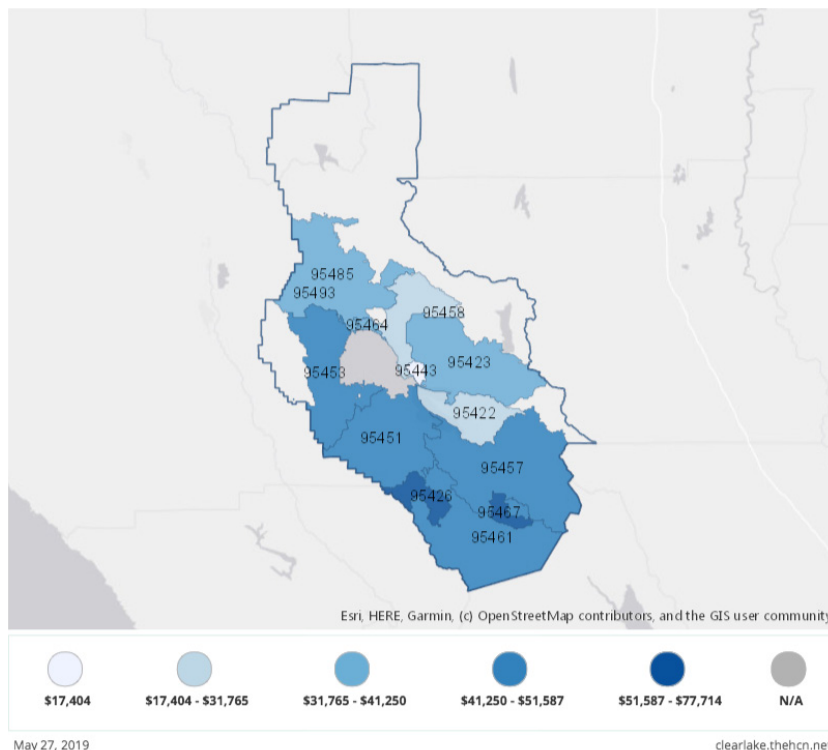 95485
95493
95458
95464
95423
95443
95453
95422
95451
95457
95426
95467
95461
Esri, HERE, Garmin, (c) OpenStreetMap contributors, and the GIS user community
$17,404
$17,404 - $31,765
$31,765 - $41,250
$41,250 - $51,587
$51,587 - $77,714
N/A
May 27, 2019
clearlake.thehcn.ne